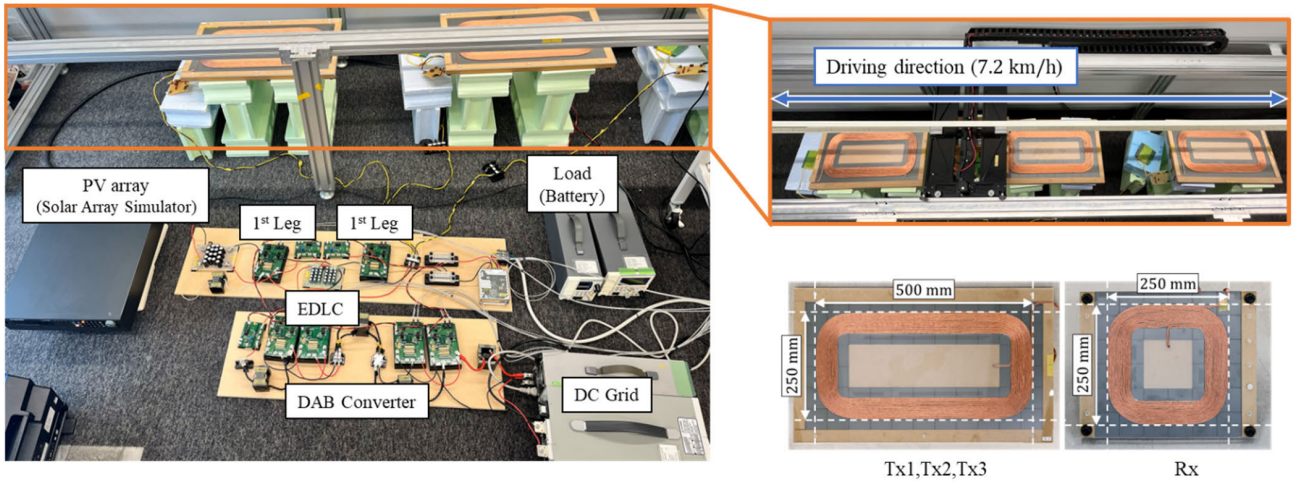 Driving direction (7.2 km/h)
PV array
(Solar Array Simulator)
Load
(Battery)
1st Leg
1st Leg
EDLC
DAB Converter
DC Grid
500 mm
250 mm
250 mm
250 mm
Tx1,Tx2,Tx3
Rx